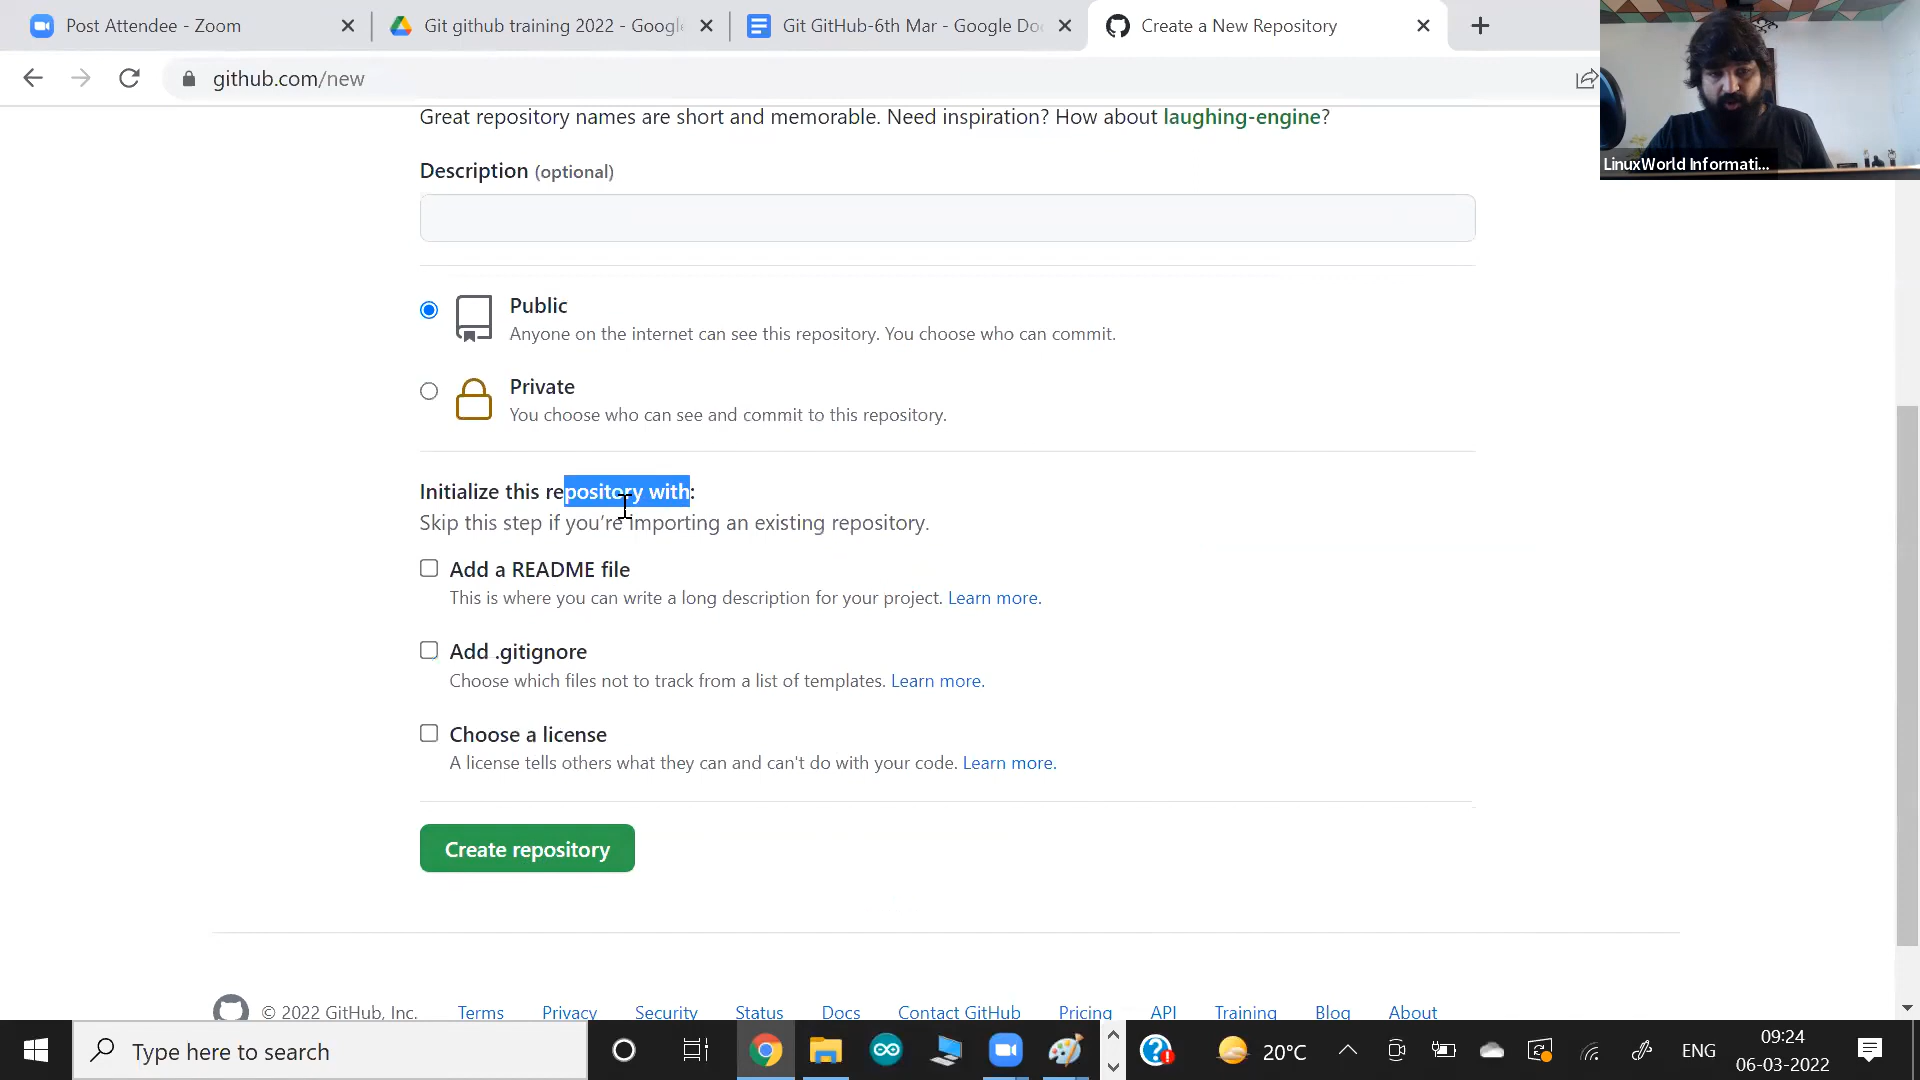 Post Attendee - Zoom
Git github training 2022 - Google
Git GitHub-6th Mar - Google Doc
Create a New Repository
github.com/new
LinuxWorld Informati...
Great repository names are short and memorable. Need inspiration? How about laughing-engine?
Description (optional)
Public
Anyone on the internet can see this repository. You choose who can commit.
Private
You choose who can see and commit to this repository.
Initialize this repository with:
Skip this step if you're importing an existing repository.
Add a README file
This is where you can write a long description for your project. Learn more.
Add .gitignore
Choose which files not to track from a list of templates. Learn more.
Choose a license
A license tells others what they can and can't do with your code. Learn more.
Create repository
© 2022 GitHub, Inc. Terms Privacy Security Status Docs Contact GitHub Pricing API Training Blog About
Type here to search
20°C
ENG
09:24
06-03-2022